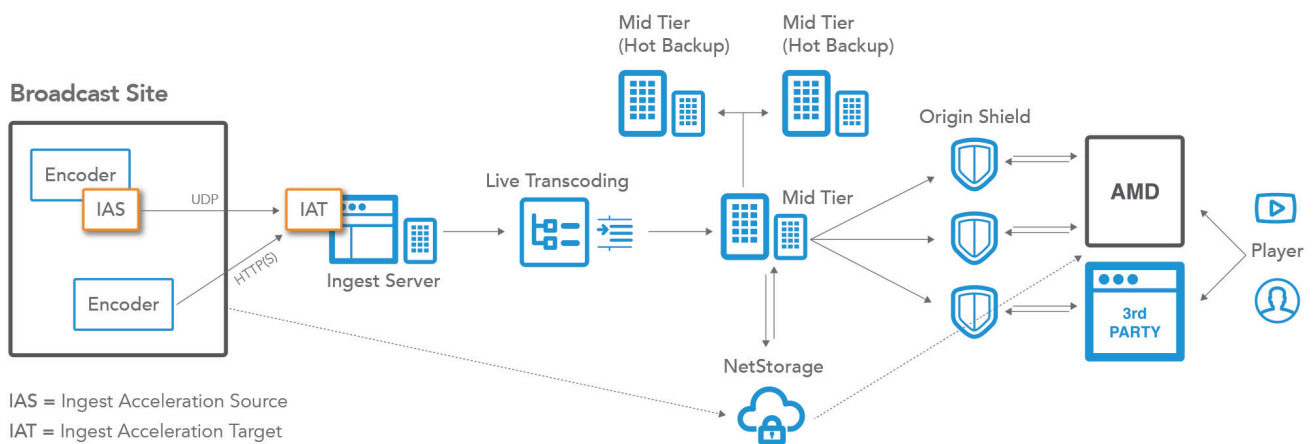 Mid Tier
(Hot Backup)
Mid Tier
(Hot Backup)
Broadcast Site
Origin Shield
Encoder
IAS
UDP
IAT
Live Transcoding
Mid Tier
AMD
Player
HTTP(S)
Encoder
Ingest Server
3rd
PARTY
NetStorage
IAS = Ingest Acceleration Source
IAT = Ingest Acceleration Target